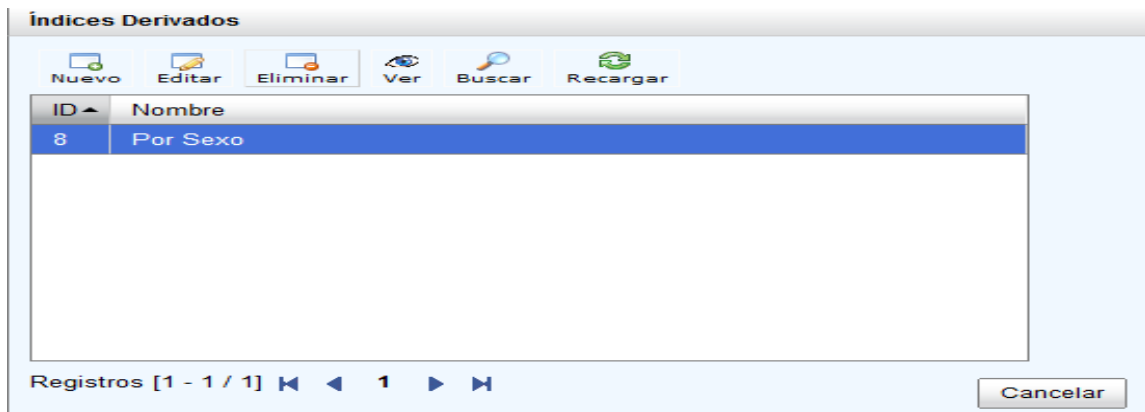 Índices Derivados
Nuevo Editar Eliminar Ver Buscar Recargar
ID Nombre
8 Por Sexo
Registros [1 - 1 / 1] 1
Cancelar